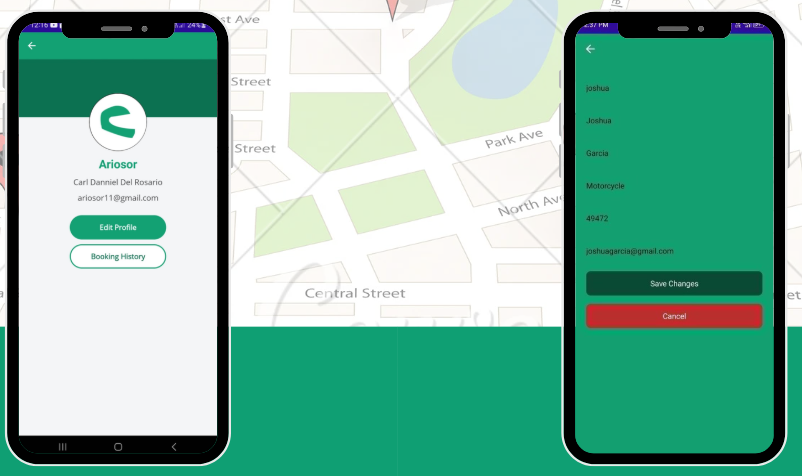 12:16
24%
Ariosor
Carl Danniel Del Rosario
ariosor11@gmail.com
Edit Profile
Booking History
st Ave
Street
Street
Park Ave
North Av
Central Street
2:37 PM
joshua
Joshua
Garcia
Motorcycle
49472
joshuagarcia@gmail.com
Save Changes
Cancel
et